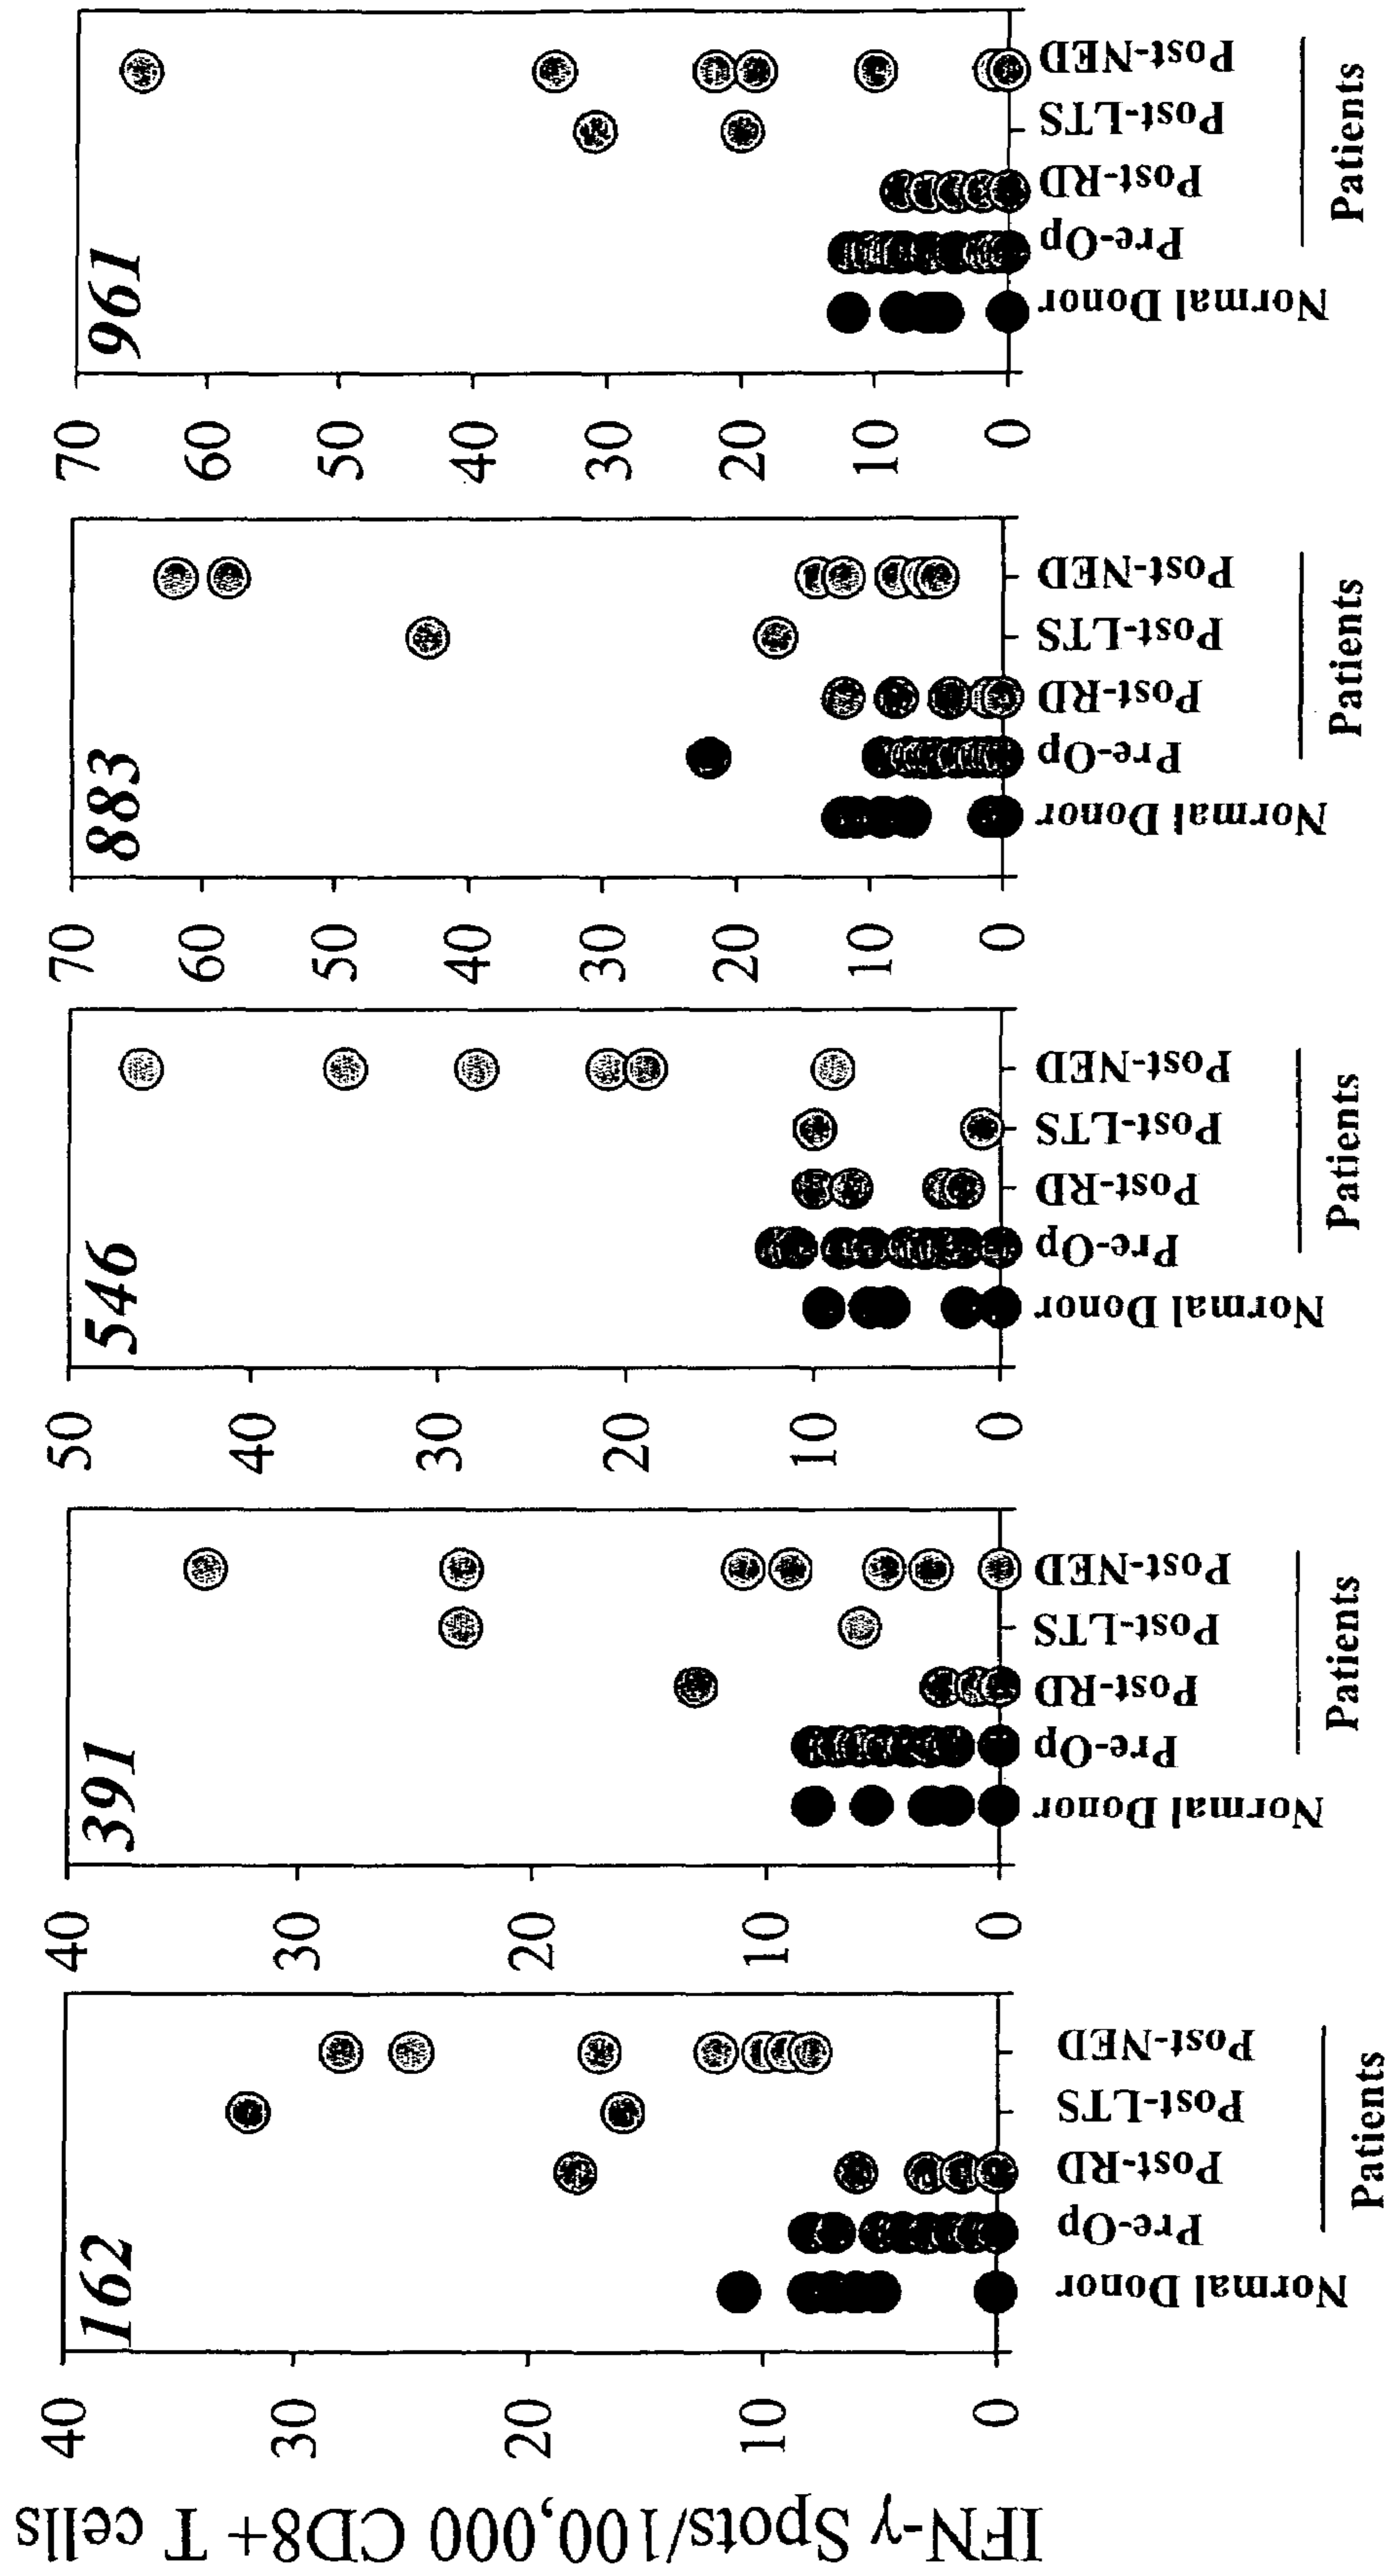 IFN-γ Spots/100,000 CD8+ T cells
162
40
30
20
10
0
Normal Donor
Pre-Op
Post-RD
Post-LTS
Post-NED
Patients
391
40
30
20
10
0
Normal Donor
Pre-Op
Post-RD
Post-LTS
Post-NED
Patients
546
50
40
30
20
10
0
Normal Donor
Pre-Op
Post-RD
Post-LTS
Post-NED
Patients
883
70
60
50
40
30
20
10
0
Normal Donor
Pre-Op
Post-RD
Post-LTS
Post-NED
Patients
961
70
60
50
40
30
20
10
0
Normal Donor
Pre-Op
Post-RD
Post-LTS
Post-NED
Patients